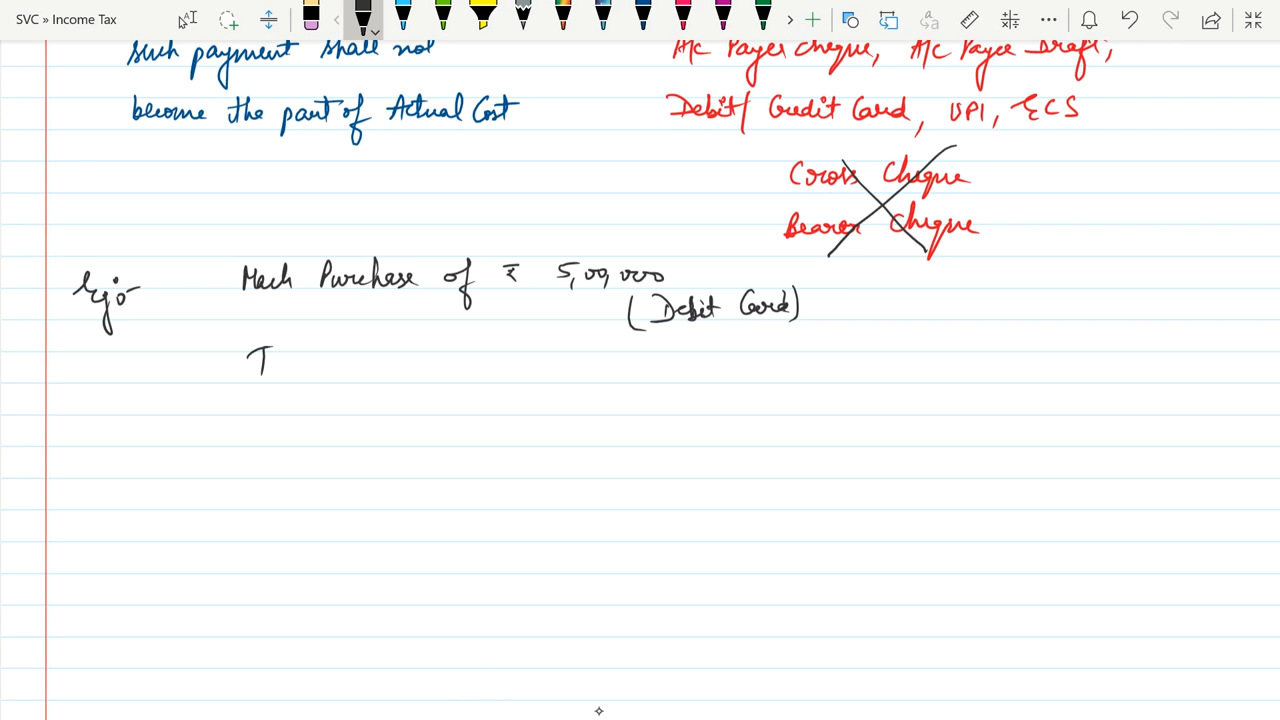 SVC » Income Tax
such payment shall not
become the part of Actual Cost
A/c Payee cheque, A/c Payee Draft,
Debit/ Credit Card, UPI, ECS
Cross Cheque
Bearer Cheque
Eg:- Mach Purchase of ₹ 5,00,000
(Debit Card)
T